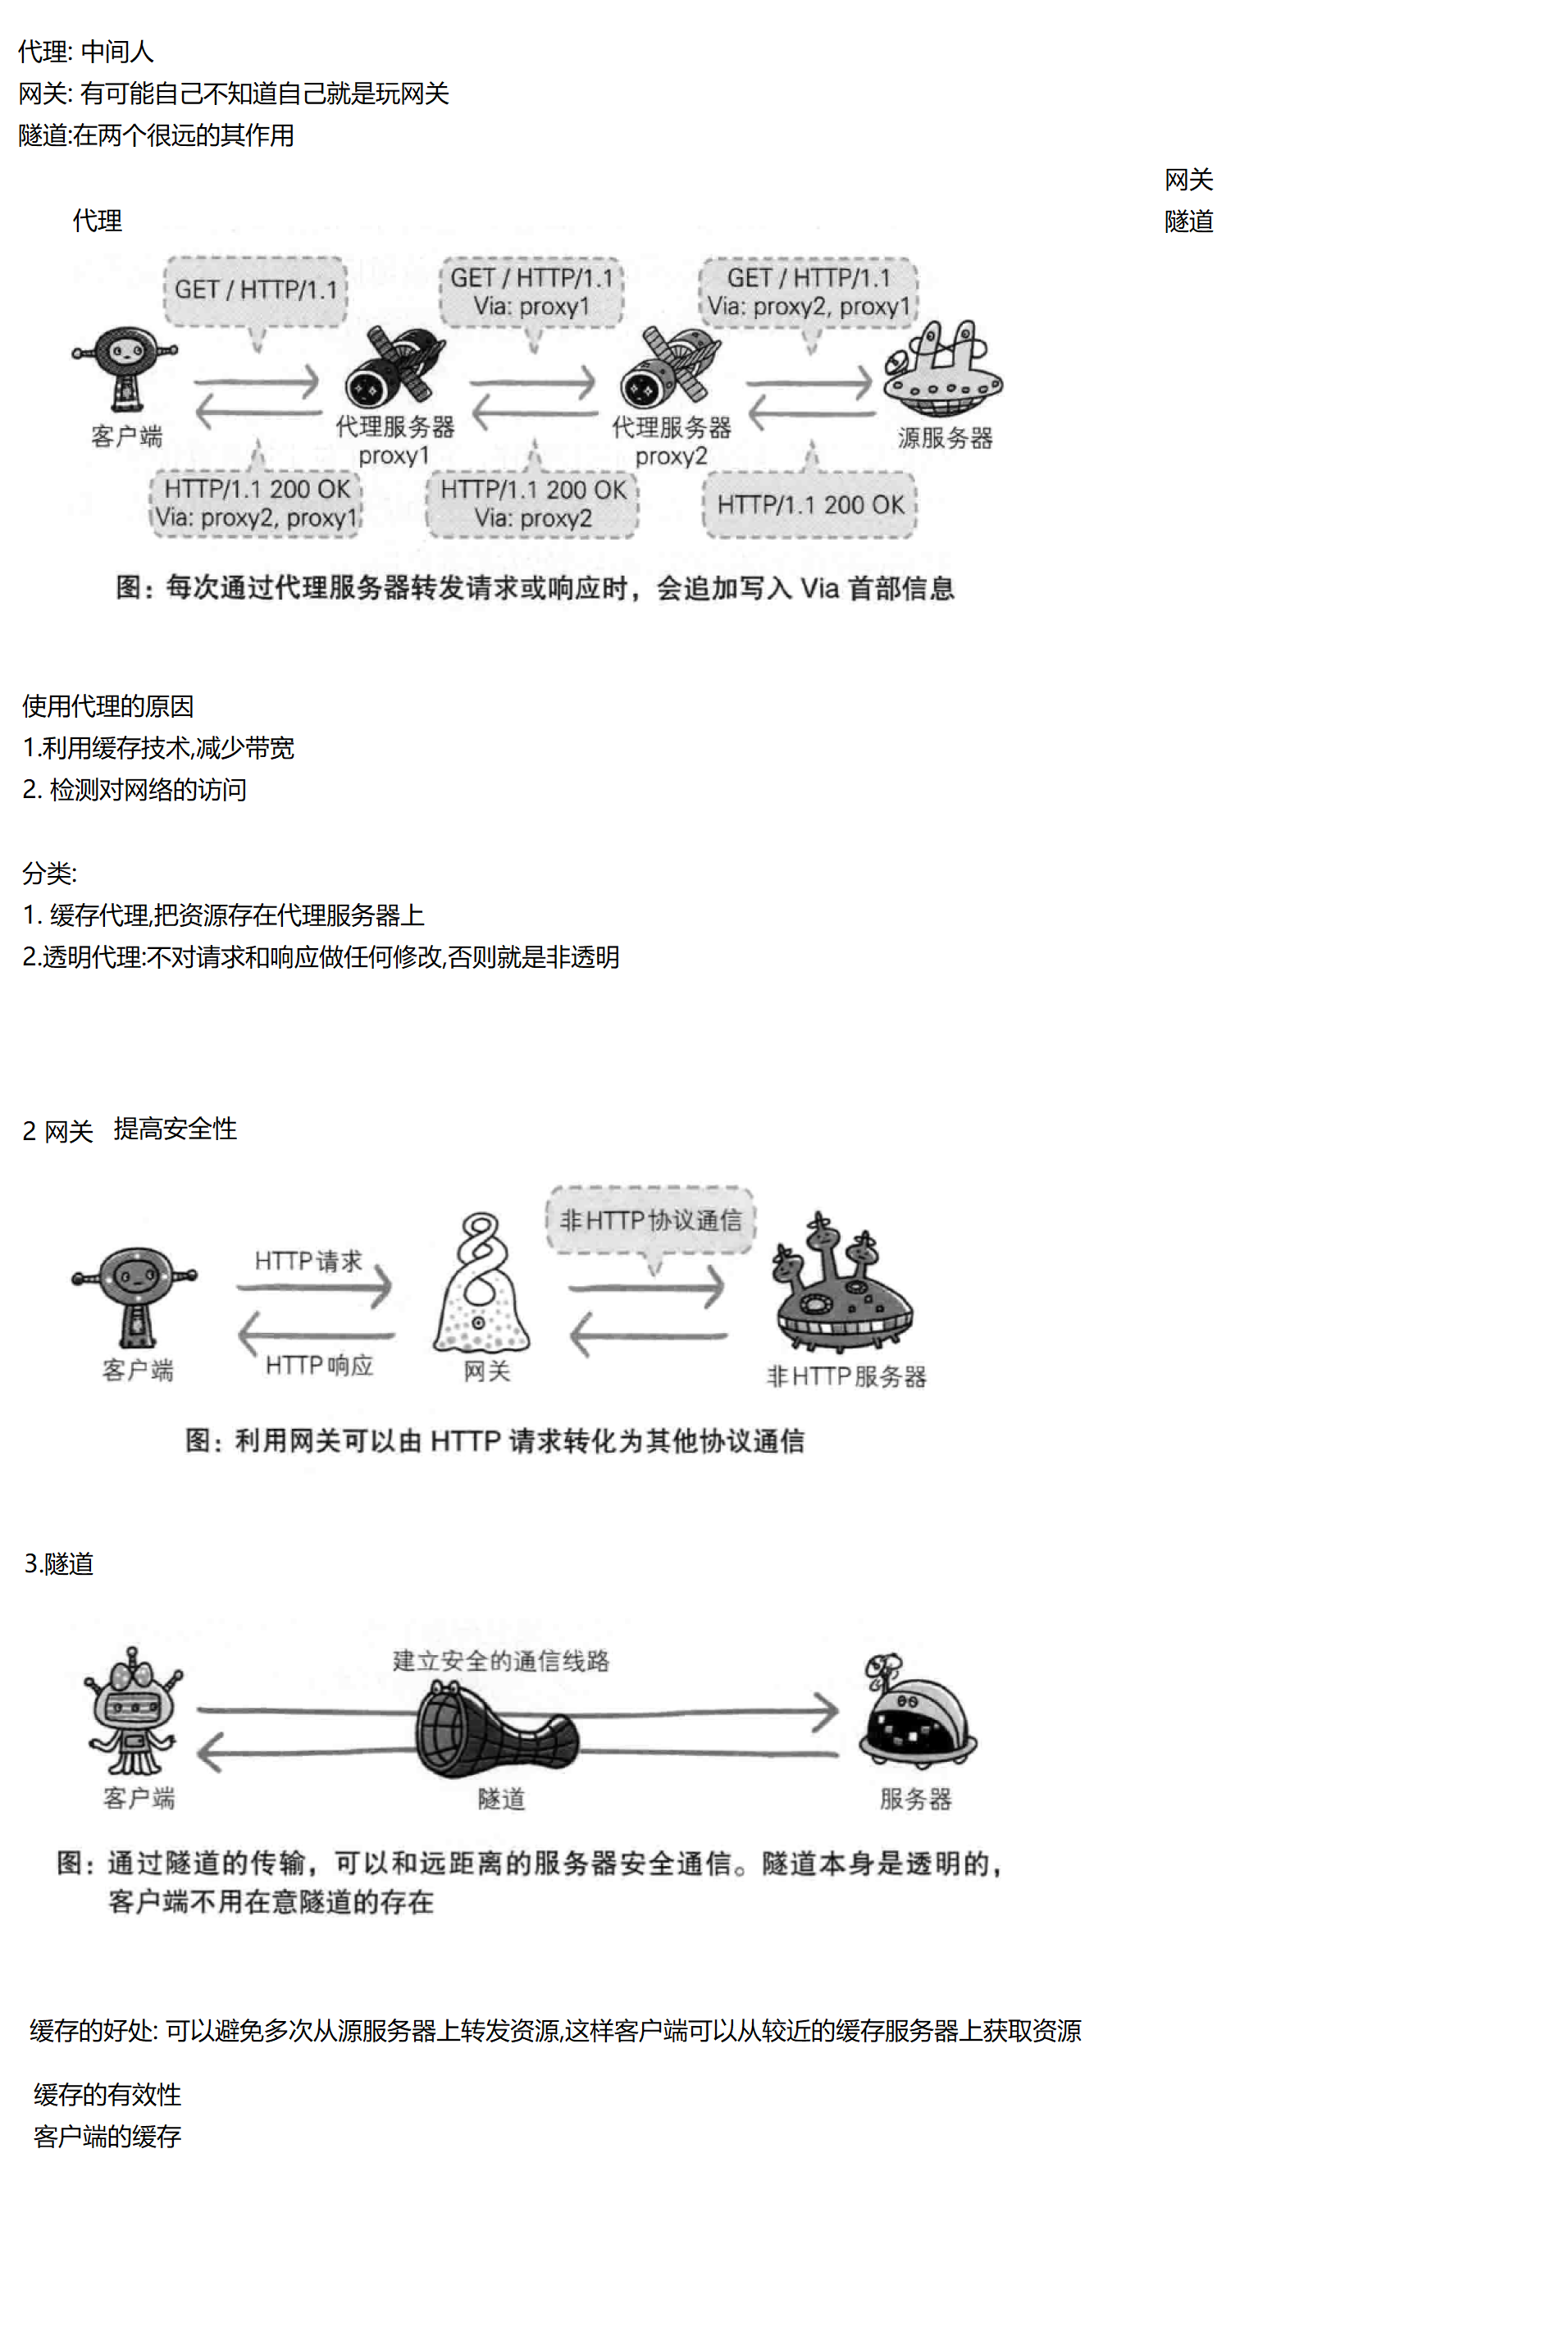 代理: 中间人
网关: 有可能自己不知道自己就是玩网关
隧道:在两个很远的其作用
网关
隧道
代理
GET / HTTP/1.1
GET / HTTP/1.1
Via: proxy1
GET / HTTP/1.1
Via: proxy2, proxy1
客户端
代理服务器
proxy1
代理服务器
proxy2
源服务器
HTTP/1.1 200 OK
Via: proxy2, proxy1
HTTP/1.1 200 OK
Via: proxy2
HTTP/1.1 200 OK
图：每次通过代理服务器转发请求或响应时，会追加写入 Via 首部信息
使用代理的原因
1.利用缓存技术,减少带宽
2. 检测对网络的访问
分类:
1. 缓存代理,把资源存在代理服务器上
2.透明代理:不对请求和响应做任何修改,否则就是非透明
2 网关 提高安全性
非HTTP协议通信
HTTP请求
HTTP响应
客户端
网关
非HTTP服务器
图：利用网关可以由 HTTP 请求转化为其他协议通信
3.隧道
建立安全的通信线路
客户端
隧道
服务器
图：通过隧道的传输，可以和远距离的服务器安全通信。隧道本身是透明的，
客户端不用在意隧道的存在
缓存的好处: 可以避免多次从源服务器上转发资源,这样客户端可以从较近的缓存服务器上获取资源
缓存的有效性
客户端的缓存